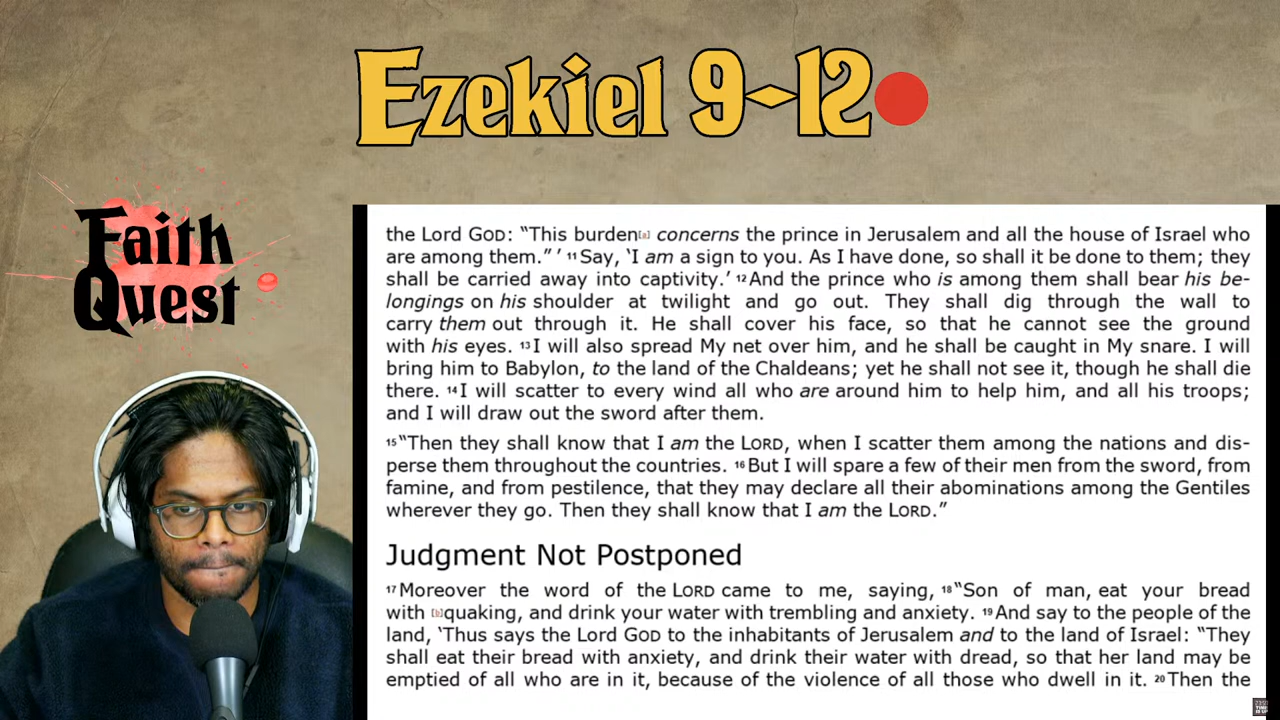 Ezekiel 9-12
Faith
Quest
the Lord GOD: “This burden[a] concerns the prince in Jerusalem and all the house of Israel who
are among them.” ’ 11 Say, ‘I am a sign to you. As I have done, so shall it be done to them; they
shall be carried away into captivity.’ 12 And the prince who is among them shall bear his be-
longings on his shoulder at twilight and go out. They shall dig through the wall to
carry them out through it. He shall cover his face, so that he cannot see the ground
with his eyes. 13 I will also spread My net over him, and he shall be caught in My snare. I will
bring him to Babylon, to the land of the Chaldeans; yet he shall not see it, though he shall die
there. 14 I will scatter to every wind all who are around him to help him, and all his troops;
and I will draw out the sword after them.
15 “Then they shall know that I am the LORD, when I scatter them among the nations and dis-
perse them throughout the countries. 16 But I will spare a few of their men from the sword, from
famine, and from pestilence, that they may declare all their abominations among the Gentiles
wherever they go. Then they shall know that I am the LORD.”
Judgment Not Postponed
17 Moreover the word of the LORD came to me, saying, 18 “Son of man, eat your bread
with [b]quaking, and drink your water with trembling and anxiety. 19 And say to the people of the
land, ‘Thus says the Lord GOD to the inhabitants of Jerusalem and to the land of Israel: “They
shall eat their bread with anxiety, and drink their water with dread, so that her land may be
emptied of all who are in it, because of the violence of all those who dwell in it. 20 Then the